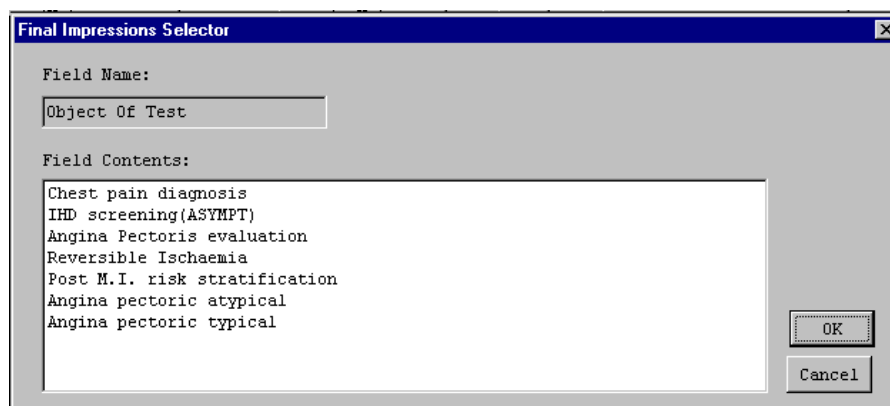 Final Impressions Selector
Field Name:
Object Of Test
Field Contents:
Chest pain diagnosis
IHD screening(ASYMPT)
Angina Pectoris evaluation
Reversible Ischaemia
Post M.I. risk stratification
Angina pectoric atypical
Angina pectoric typical
OK
Cancel